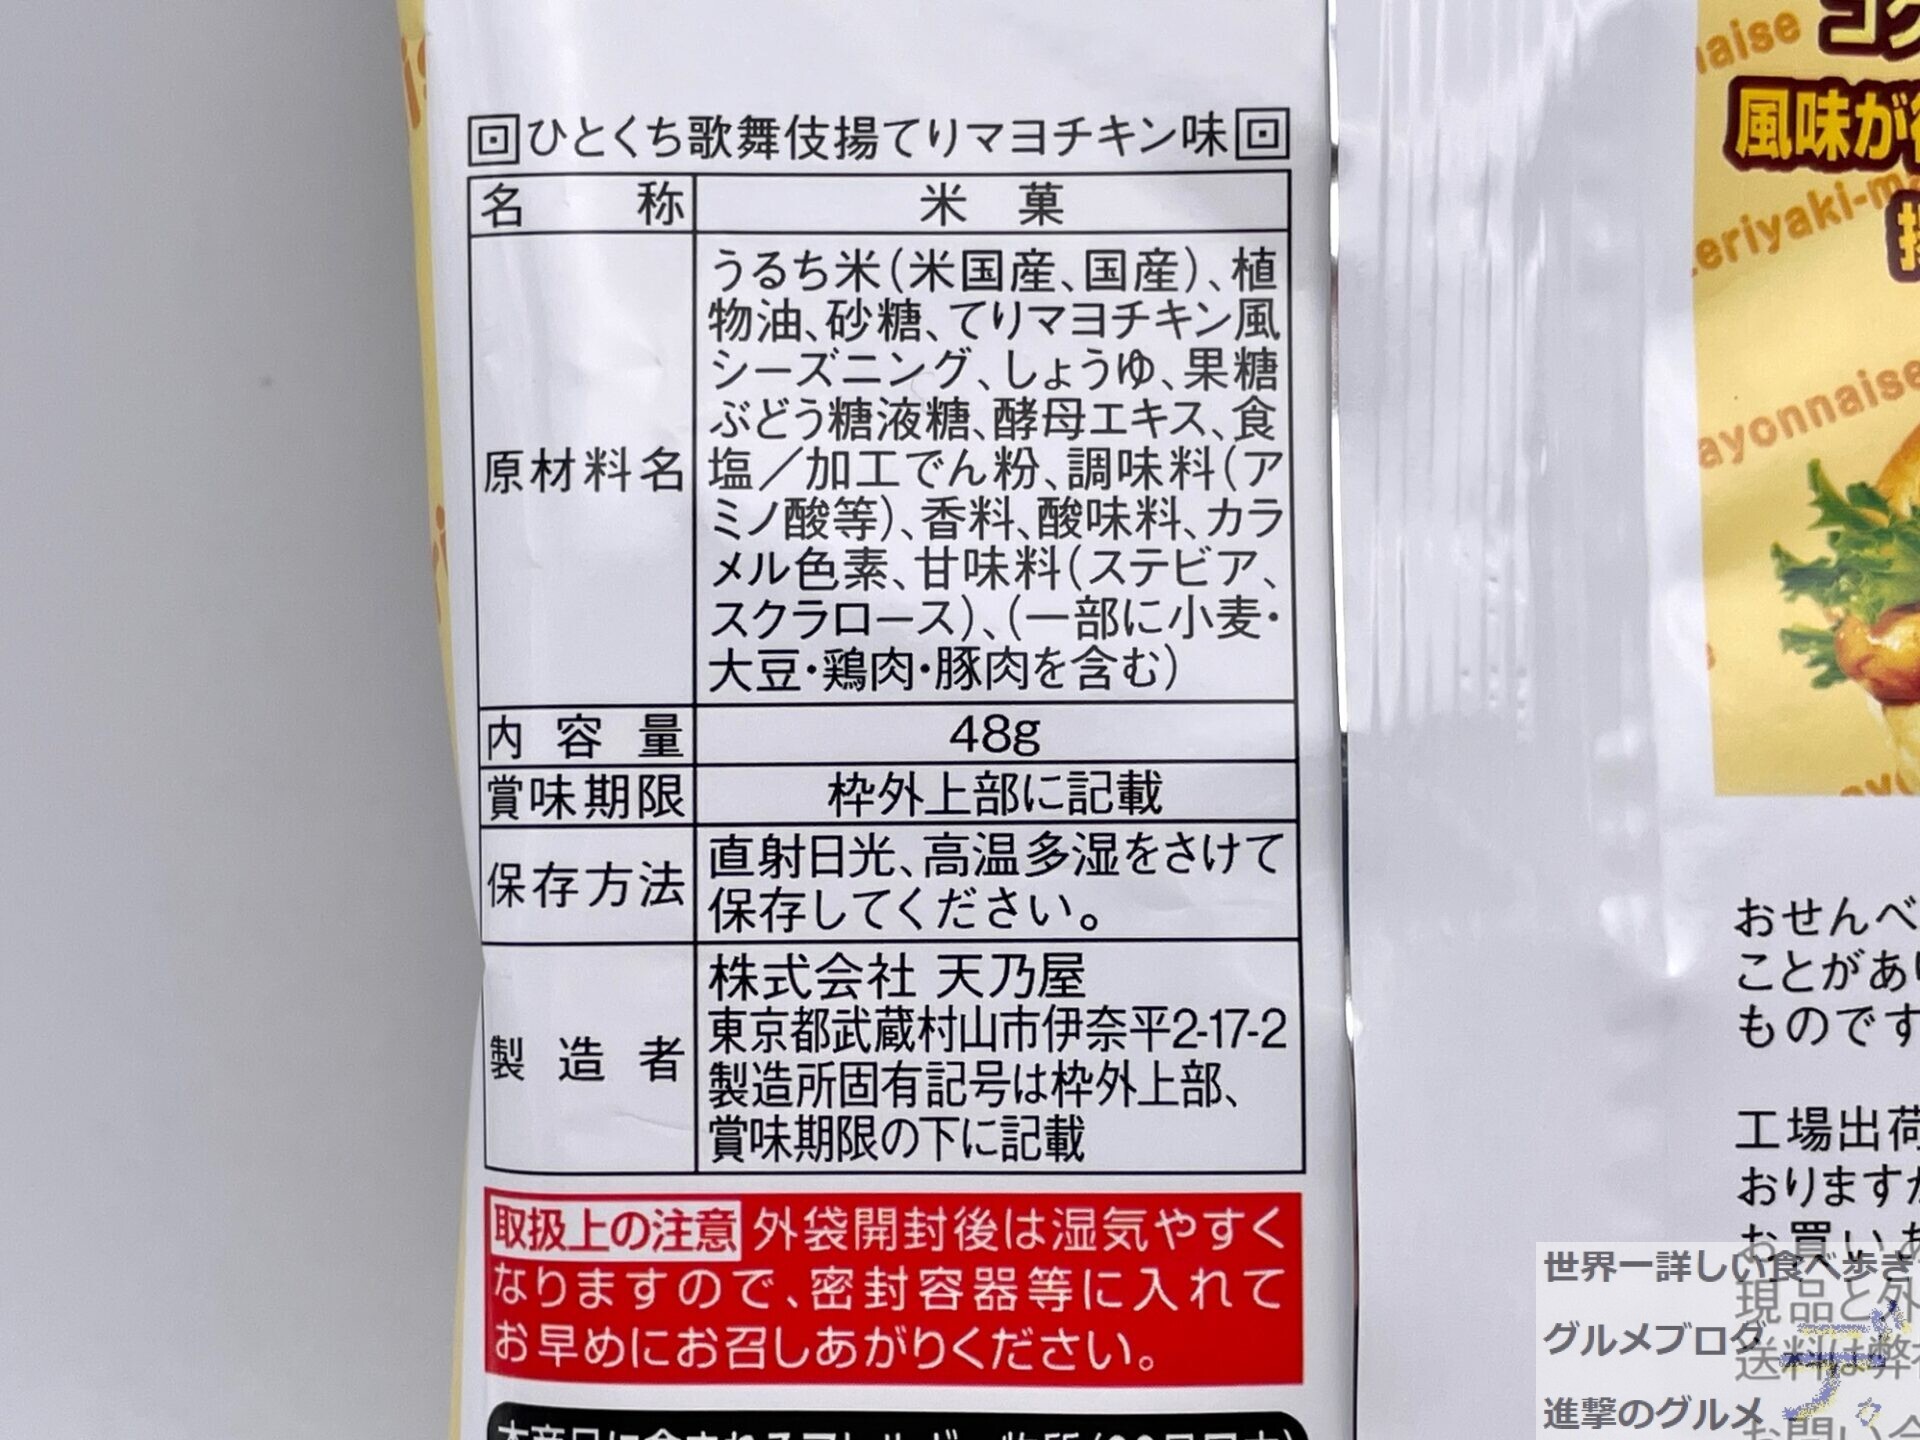 回ひとくち歌舞伎揚てりマヨチキン味回
名称 米菓
原材料名
うるち米(米国産、国産)、植
物油、砂糖、てりマヨチキン風
シーズニング、しょうゆ、果糖
ぶどう糖液糖、酵母エキス、食
塩／加工でん粉、調味料(ア
ミノ酸等)、香料、酸味料、カラ
メル色素、甘味料(ステビア、
スクラロース)、(一部に小麦・
大豆・鶏肉・豚肉を含む)
内容量 48g
賞味期限 枠外上部に記載
保存方法
直射日光、高温多湿をさけて
保存してください。
製造者
株式会社 天乃屋
東京都武蔵村山市伊奈平2-17-2
製造所固有記号は枠外上部、
賞味期限の下に記載
取扱上の注意 外袋開封後は湿気やすく
なりますので、密封容器等に入れて
お早めにお召しあがりください。
コク
風味が
おせんべ
ことがあ
ものです
工場出荷
おります
お買い
現品と外
送料は弊
世界一詳しい食べ歩き
グルメブログ
進撃のグルメ